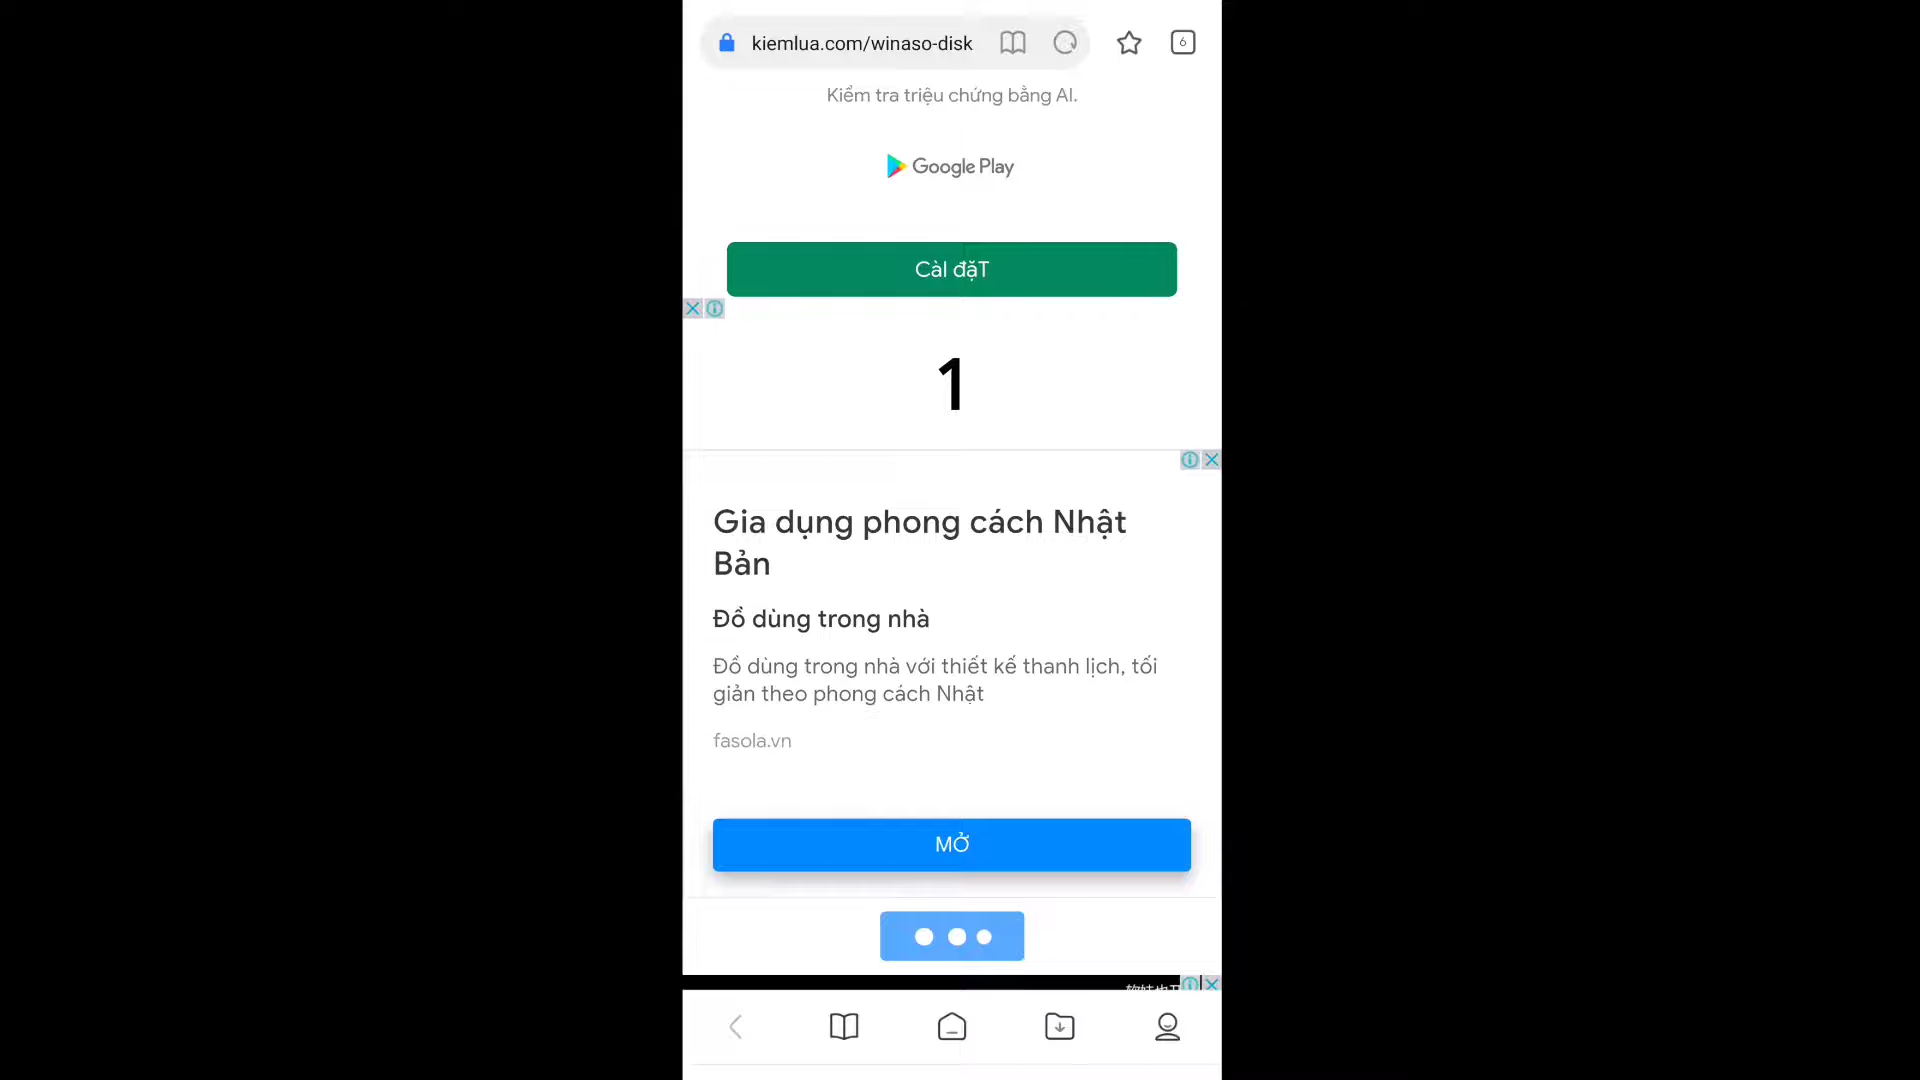 kiemlua.com/winaso-disk
6
Kiểm tra triệu chứng bằng AI.
Google Play
Càl đặT
1
Gia dụng phong cách Nhật
Bản
Đồ dùng trong nhà
Đồ dùng trong nhà với thiết kế thanh lịch, tối
giản theo phong cách Nhật
fasola.vn
MỞ